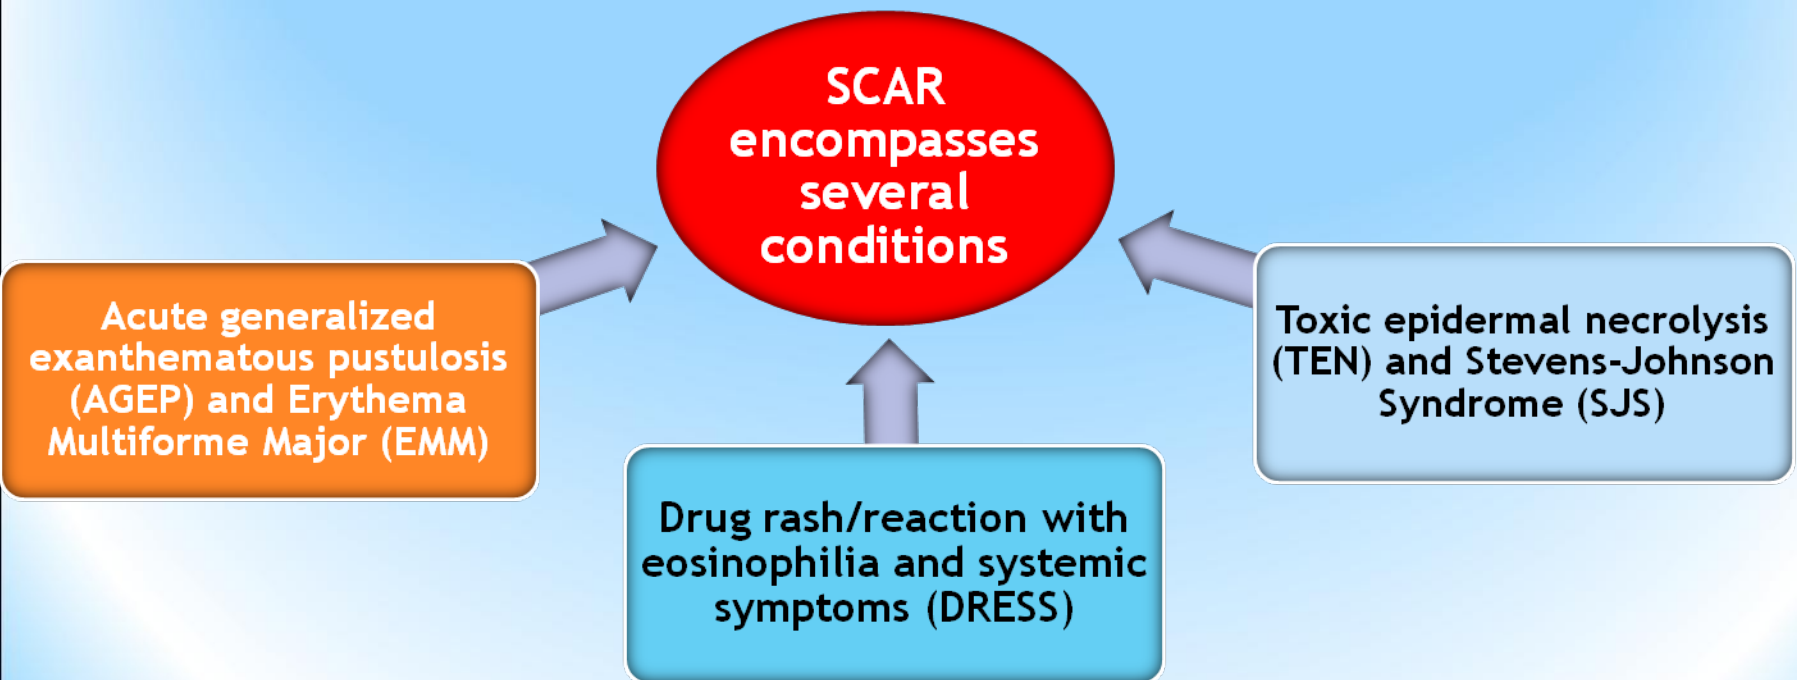 SCAR
encompasses
several
conditions
Acute generalized
exanthematous pustulosis
(AGEP) and Erythema
Multiforme Major (EMM)
Drug rash/reaction with
eosinophilia and systemic
symptoms (DRESS)
Toxic epidermal necrolysis
(TEN) and Stevens-Johnson
Syndrome (SJS)